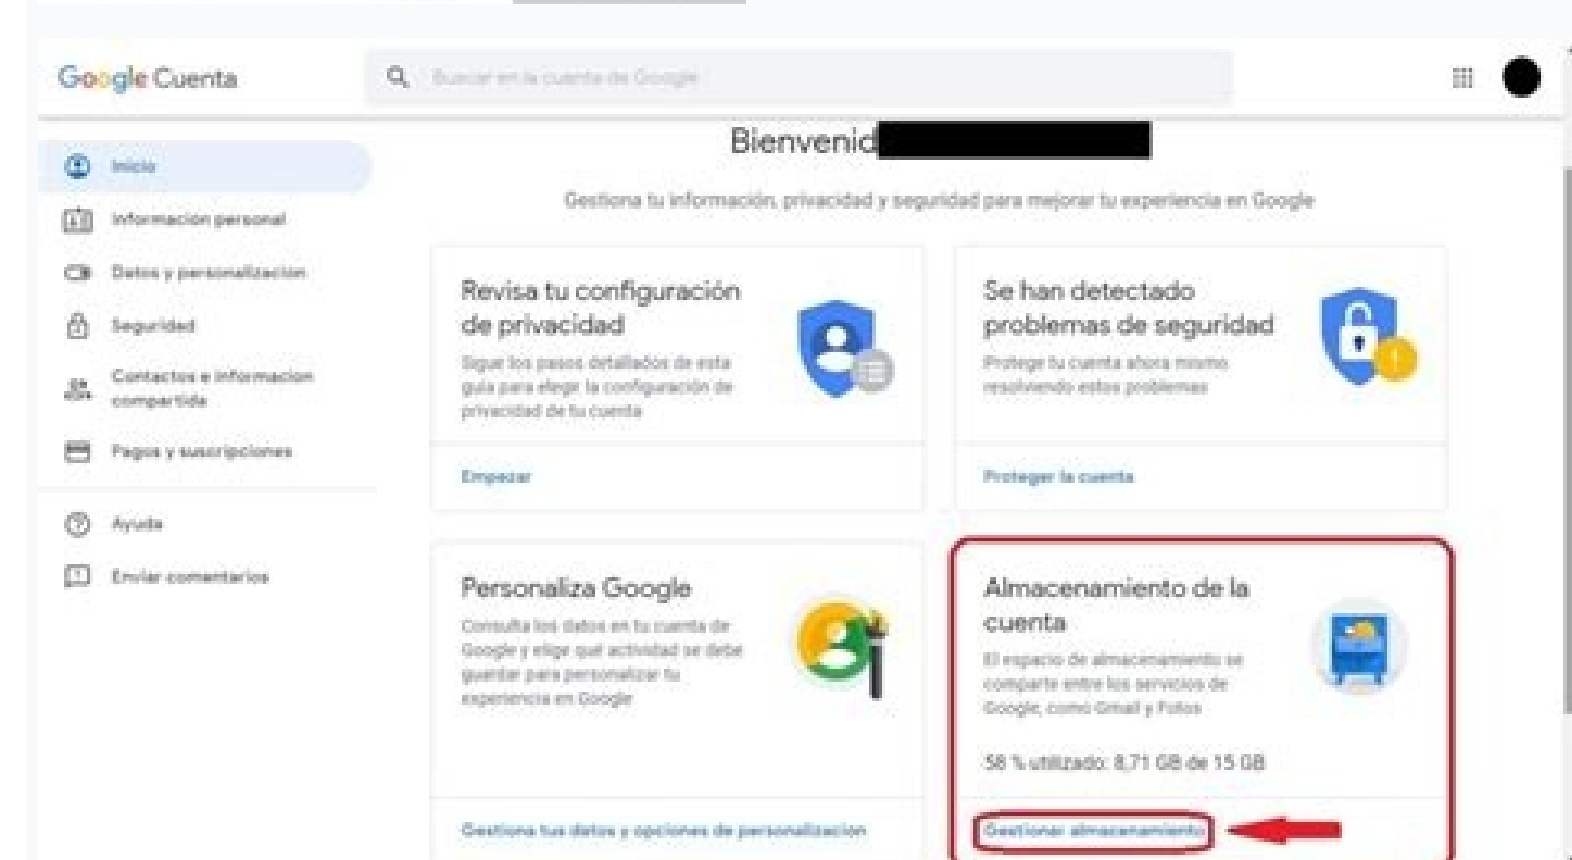 Google Cuenta
Buscar en la cuenta de Google
Bienvenid
Gestiona tu información, privacidad y seguridad para mejorar tu experiencia en Google
Inicio
Información personal
Datos y personalización
Seguridad
Contactos e información
compartida
Pagos y suscripciones
Ayuda
Enviar comentarios
Revisa tu configuración
de privacidad
Sigue los pasos detallados de esta
guía para elegir la configuración de
privacidad de tu cuenta
Empezar
Se han detectado
problemas de seguridad
Protege tu cuenta ahora mismo
resolviendo estos problemas
Proteger la cuenta
Personaliza Google
Consulta los datos en tu cuenta de
Google y elige qué actividad se debe
guardar para personalizar tu
experiencia en Google
Gestiona tus datos y opciones de personalización
Almacenamiento de la
cuenta
El espacio de almacenamiento se
comparte entre los servicios de
Google, como Gmail y Fotos
58 % utilizado: 8,71 GB de 15 GB
Gestionar almacenamiento